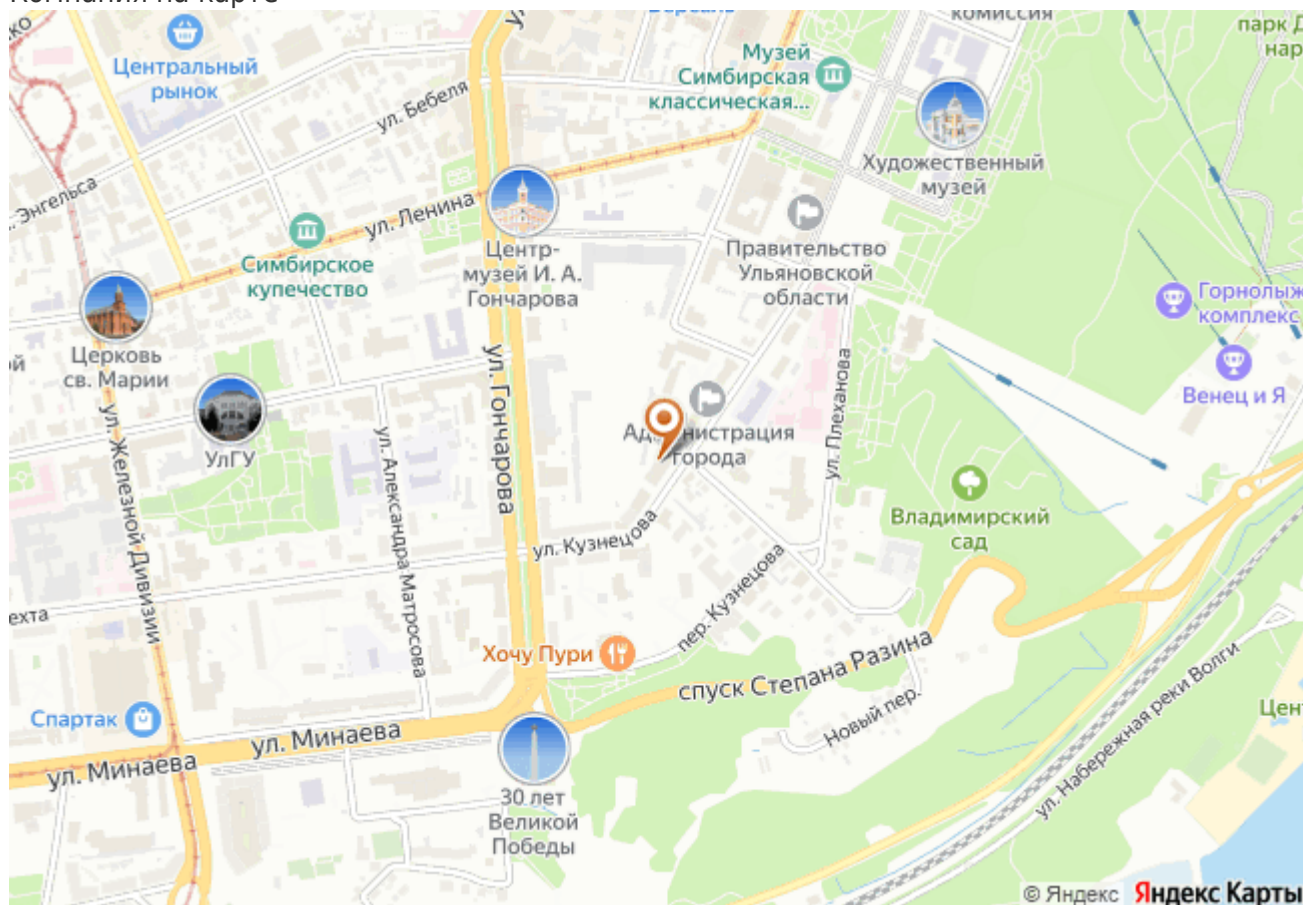 Компания на карте
Версаль
комиссия
парк Д
нар
Центральный
рынок
Музей
Симбирская
классическая...
ул. Бебеля
Художественный
музей
Энгельса
ул. Ленина
Симбирское
купечество
Центр-
музей И. А.
Гончарова
Правительство
Ульяновской
области
Горнолыж
комплекс
Церковь
св. Марии
ул. Гончарова
Венец и Я
ул. Плеханова
УлГУ
ул. Железной Дивизии
ул. Александра Матросова
Администрация
города
Владимирский
сад
ул. Кузнецова
пер. Кузнецова
ехта
Хочу Пури
спуск Степана Разина
Новый пер.
ул. Набережная реки Волги
Цен
Спартак
ул. Минаева
ул. Минаева
30 лет
Великой
Победы
© Яндекс Яндекс Карты